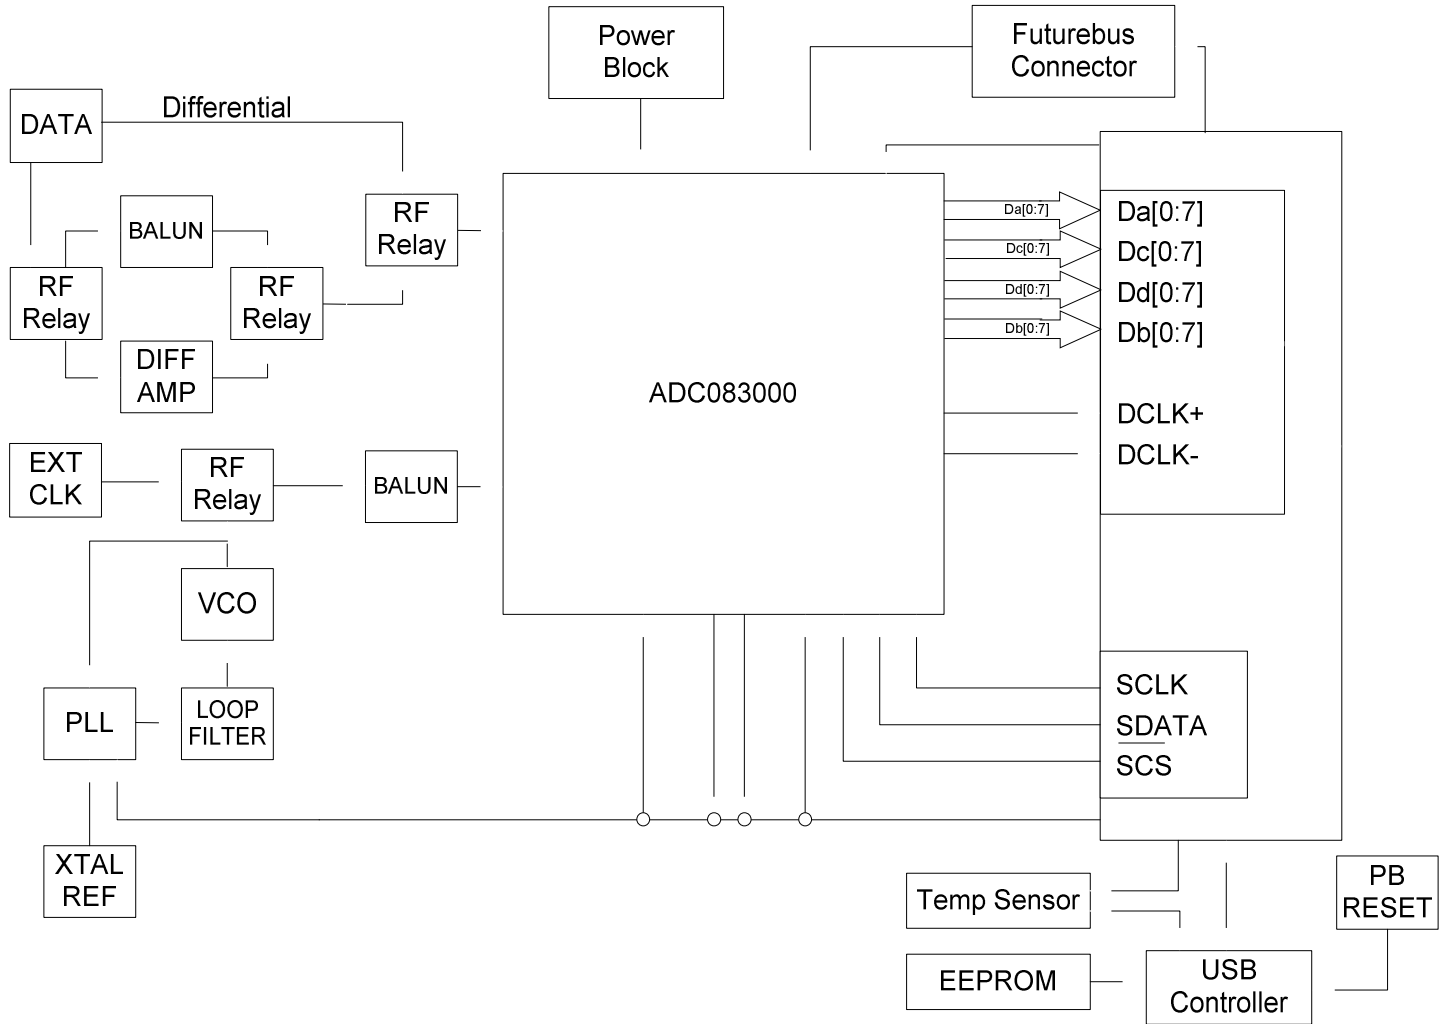 Power
Block
Futurebus
Connector
DATA
Differential
BALUN
RF
Relay
RF
Relay
RF
Relay
DIFF
AMP
EXT
CLK
RF
Relay
BALUN
VCO
PLL
LOOP
FILTER
XTAL
REF
ADC083000
Da[0:7]
Dc[0:7]
Dd[0:7]
Db[0:7]
Da[0:7]
Dc[0:7]
Dd[0:7]
Db[0:7]
DCLK+
DCLK-
SCLK
SDATA
SCS
Temp Sensor
EEPROM
USB
Controller
PB
RESET